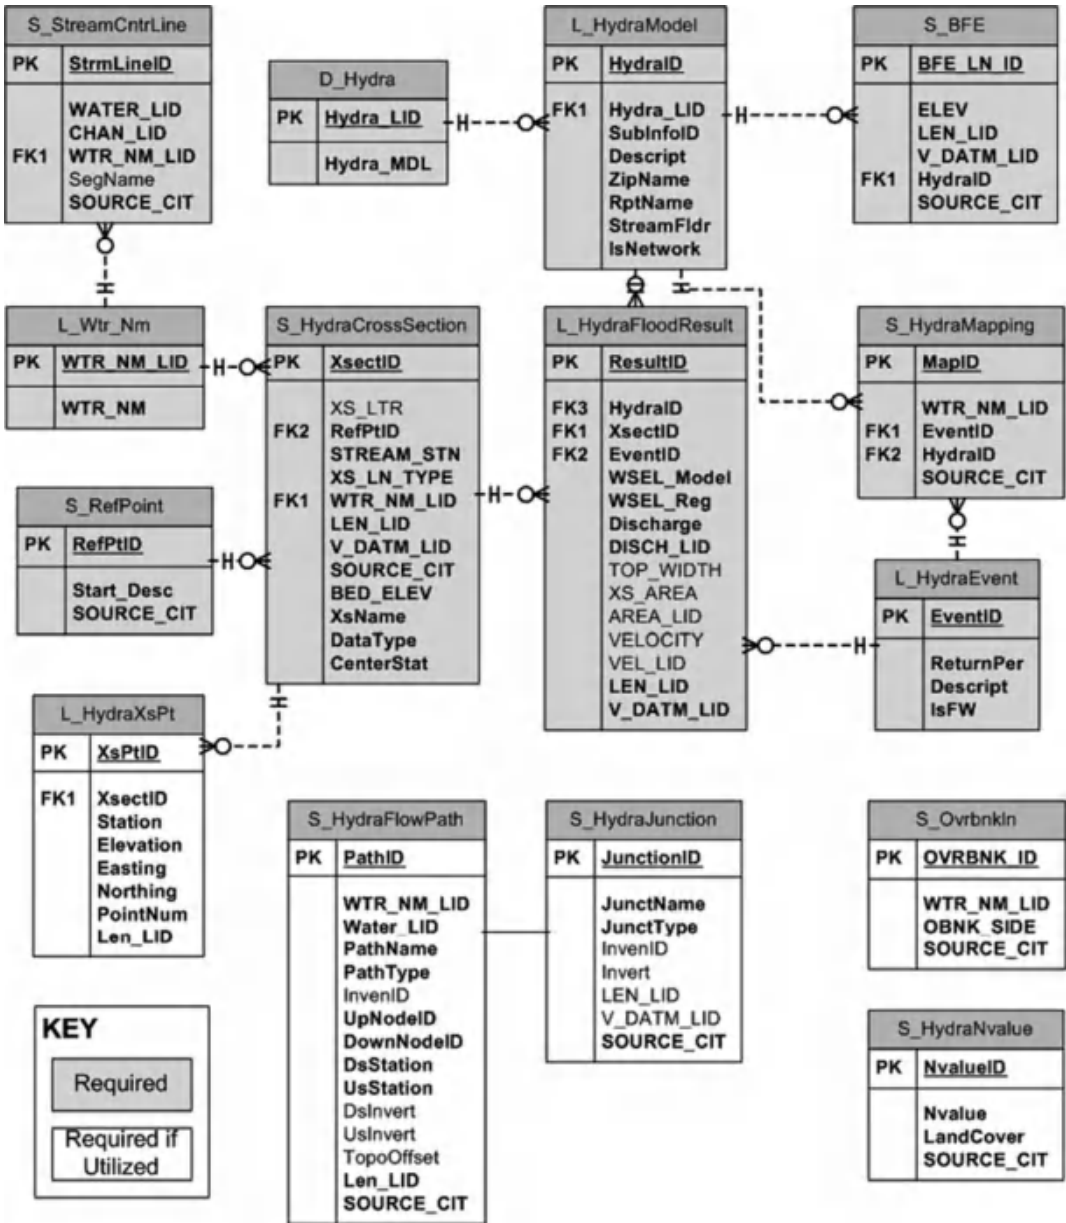 S_StreamCntrLine
PK StrmLineID
WATER_LID
CHAN_LID
FK1 WTR_NM_LID
SegName
SOURCE_CIT
D_Hydra
PK Hydra_LID
Hydra_MDL
L_HydraModel
PK HydraID
FK1 Hydra_LID
SubInfoID
Descript
ZipName
RptName
StreamFldr
IsNetwork
S_BFE
PK BFE_LN_ID
ELEV
LEN_LID
V_DATM_LID
FK1 HydraID
SOURCE_CIT
L_Wtr_Nm
PK WTR_NM_LID
WTR_NM
S_HydraCrossSection
PK XsectID
XS_LTR
FK2 RefPtID
STREAM_STN
XS_LN_TYPE
FK1 WTR_NM_LID
LEN_LID
V_DATM_LID
SOURCE_CIT
BED_ELEV
XsName
DataType
CenterStat
L_HydraFloodResult
PK ResultID
FK3 HydraID
FK1 XsectID
FK2 EventID
WSEL_Model
WSEL_Reg
Discharge
DISCH_LID
TOP_WIDTH
XS_AREA
AREA_LID
VELOCITY
VEL_LID
LEN_LID
V_DATM_LID
S_HydraMapping
PK MapID
WTR_NM_LID
FK1 EventID
FK2 HydraID
SOURCE_CIT
S_RefPoint
PK RefPtID
Start_Desc
SOURCE_CIT
L_HydraEvent
PK EventID
ReturnPer
Descript
IsFW
L_HydraXsPt
PK XsPtID
FK1 XsectID
Station
Elevation
Easting
Northing
PointNum
Len_LID
S_HydraFlowPath
PK PathID
WTR_NM_LID
Water_LID
PathName
PathType
InvenID
UpNodeID
DownNodeID
DsStation
UsStation
DsInvert
UsInvert
TopoOffset
Len_LID
SOURCE_CIT
S_HydraJunction
PK JunctionID
JunctName
JunctType
InvenID
Invert
LEN_LID
V_DATM_LID
SOURCE_CIT
S_Ovrbnkln
PK OVRBNK_ID
WTR_NM_LID
OBNK_SIDE
SOURCE_CIT
S_HydraNvalue
PK NvalueID
Nvalue
LandCover
SOURCE_CIT
KEY
Required
Required if
Utilized